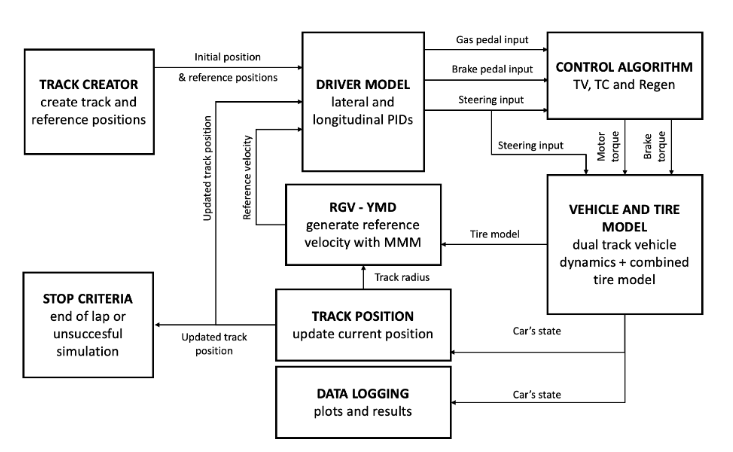 Initial position
& reference positions
TRACK CREATOR
create track and
reference positions
DRIVER MODEL
lateral and
longitudinal PIDs
Gas pedal input
Brake pedal input
Steering input
CONTROL ALGORITHM
TV, TC and Regen
Steering input
Motor
torque
Brake
torque
Updated track position
Reference velocity
RGV - YMD
generate reference
velocity with MMM
Tire model
VEHICLE AND TIRE
MODEL
dual track vehicle
dynamics + combined
tire model
Track radius
STOP CRITERIA
end of lap or
unsuccesful
simulation
Updated track
position
TRACK POSITION
update current position
Car's state
DATA LOGGING
plots and results
Car's state